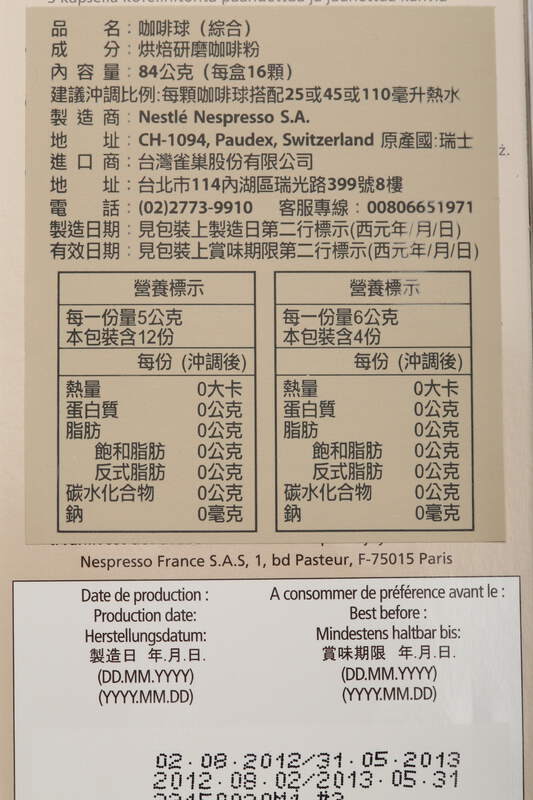 品　　名：咖啡球（綜合）
成　　分：烘焙研磨咖啡粉
內 容 量：84公克（每盒16顆）
建議沖調比例:每顆咖啡球搭配25或45或110毫升熱水
製 造 商：Nestlé Nespresso S.A.
地　　址：CH-1094, Paudex, Switzerland 原產國:瑞士
進 口 商：台灣雀巢股份有限公司
地　　址：台北市114內湖區瑞光路399號8樓
電　　話：(02)2773-9910　客服專線：00806651971
製造日期：見包裝上製造日第二行標示(西元年/月/日)
有效日期：見包裝上賞味期限第二行標示(西元年/月/日)
營養標示
每一份量5公克
本包裝含12份
每份 (沖調後)
熱量 0大卡
蛋白質 0公克
脂肪 0公克
飽和脂肪 0公克
反式脂肪 0公克
碳水化合物 0公克
鈉 0毫克
營養標示
每一份量6公克
本包裝含4份
每份 (沖調後)
熱量 0大卡
蛋白質 0公克
脂肪 0公克
飽和脂肪 0公克
反式脂肪 0公克
碳水化合物 0公克
鈉 0毫克
Nespresso France S.A.S, 1, bd Pasteur, F-75015 Paris
Date de production :
Production date:
Herstellungsdatum:
製造日 年.月.日.
(DD.MM.YYYY)
(YYYY.MM.DD)
A consommer de préférence avant le :
Best before :
Mindestens haltbar bis:
賞味期限 年.月.日.
(DD.MM.YYYY)
(YYYY.MM.DD)
02.08.2012/31.05.2013
2012.08.02/2013.05.31